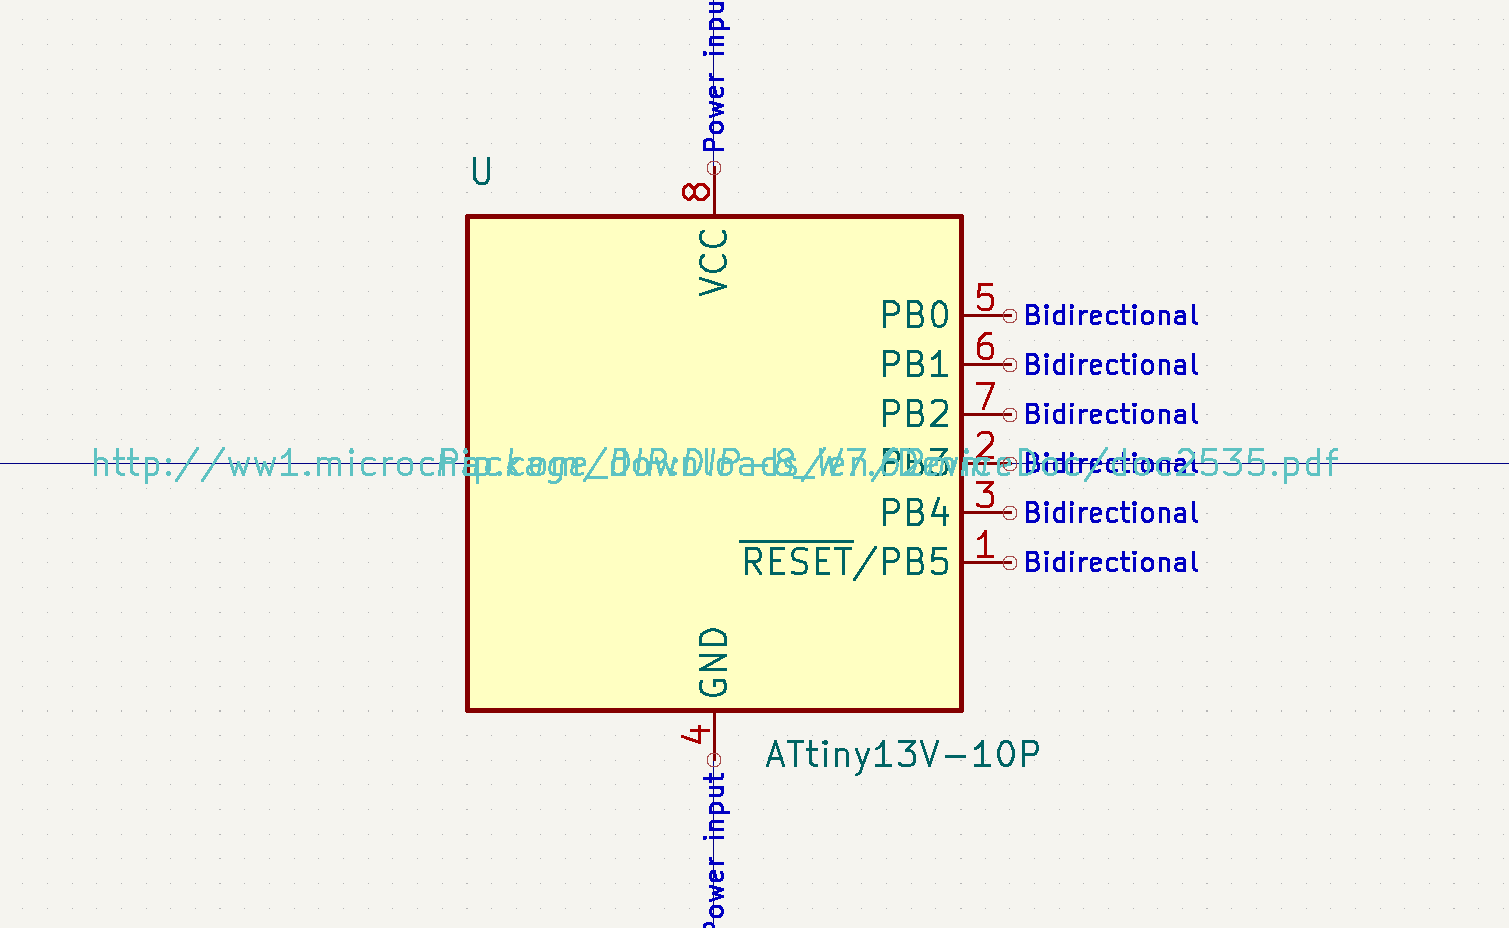 Power inpu
U
8
VCC
PB0 5 Bidirectional
PB1 6 Bidirectional
PB2 7 Bidirectional
PB3 2 Bidirectional
http://ww1.microchip.com/downloads/en/DeviceDoc/doc2535.pdf
Package_DIP:DIP-8_W7.62mm
PB4 3 Bidirectional
RESET/PB5 1 Bidirectional
GND
4
ATtiny13V-10P
Power input